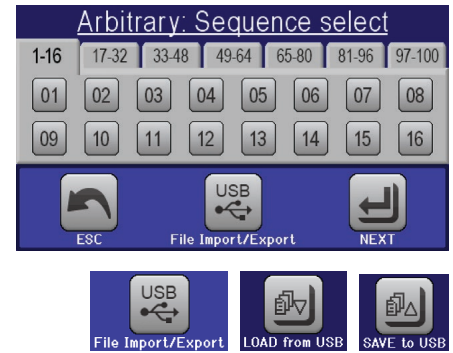 Arbitrary: Sequence select
1-16 17-32 33-48 49-64 65-80 81-96 97-100
01 02 03 04 05 06 07 08
09 10 11 12 13 14 15 16
USB
ESC File Import/Export NEXT
USB
File Import/Export LOAD from USB SAVE to USB